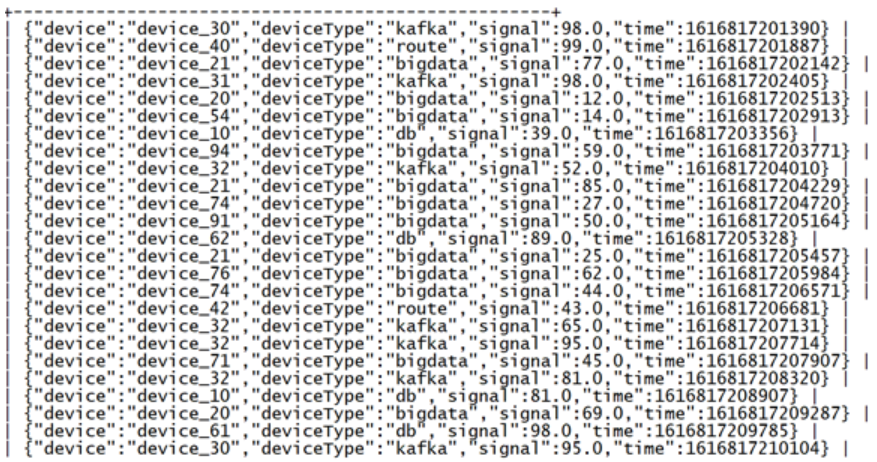 +------------------------------------------------------+
| {"device":"device_30","deviceType":"kafka","signal":98.0,"time":1616817201390} |
| {"device":"device_40","deviceType":"route","signal":99.0,"time":1616817201887} |
| {"device":"device_21","deviceType":"bigdata","signal":77.0,"time":1616817202142} |
| {"device":"device_31","deviceType":"kafka","signal":98.0,"time":1616817202405} |
| {"device":"device_20","deviceType":"bigdata","signal":12.0,"time":1616817202513} |
| {"device":"device_54","deviceType":"bigdata","signal":14.0,"time":1616817202913} |
| {"device":"device_10","deviceType":"db","signal":39.0,"time":1616817203356} |
| {"device":"device_94","deviceType":"bigdata","signal":59.0,"time":1616817203771} |
| {"device":"device_32","deviceType":"kafka","signal":52.0,"time":1616817204010} |
| {"device":"device_21","deviceType":"bigdata","signal":85.0,"time":1616817204229} |
| {"device":"device_74","deviceType":"bigdata","signal":27.0,"time":1616817204720} |
| {"device":"device_91","deviceType":"bigdata","signal":50.0,"time":1616817205164} |
| {"device":"device_62","deviceType":"db","signal":89.0,"time":1616817205328} |
| {"device":"device_21","deviceType":"bigdata","signal":25.0,"time":1616817205457} |
| {"device":"device_76","deviceType":"bigdata","signal":62.0,"time":1616817205984} |
| {"device":"device_74","deviceType":"bigdata","signal":44.0,"time":1616817206571} |
| {"device":"device_42","deviceType":"route","signal":43.0,"time":1616817206681} |
| {"device":"device_32","deviceType":"kafka","signal":65.0,"time":1616817207131} |
| {"device":"device_32","deviceType":"kafka","signal":95.0,"time":1616817207714} |
| {"device":"device_71","deviceType":"bigdata","signal":45.0,"time":1616817207907} |
| {"device":"device_32","deviceType":"kafka","signal":81.0,"time":1616817208320} |
| {"device":"device_10","deviceType":"db","signal":81.0,"time":1616817208907} |
| {"device":"device_20","deviceType":"bigdata","signal":69.0,"time":1616817209287} |
| {"device":"device_61","deviceType":"db","signal":98.0,"time":1616817209785} |
| {"device":"device_30","deviceType":"kafka","signal":95.0,"time":1616817210104} |